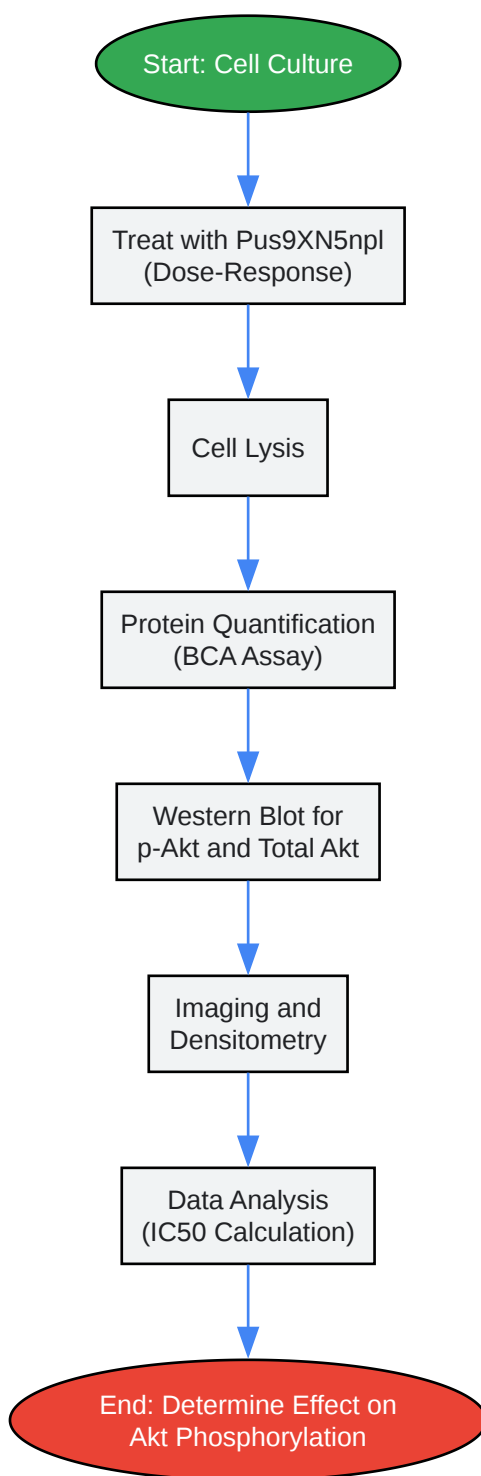 Start: Cell Culture
Treat with Pus9XN5npl
(Dose-Response)
Cell Lysis
Protein Quantification
(BCA Assay)
Western Blot for
p-Akt and Total Akt
Imaging and
Densitometry
Data Analysis
(IC50 Calculation)
End: Determine Effect on
Akt Phosphorylation